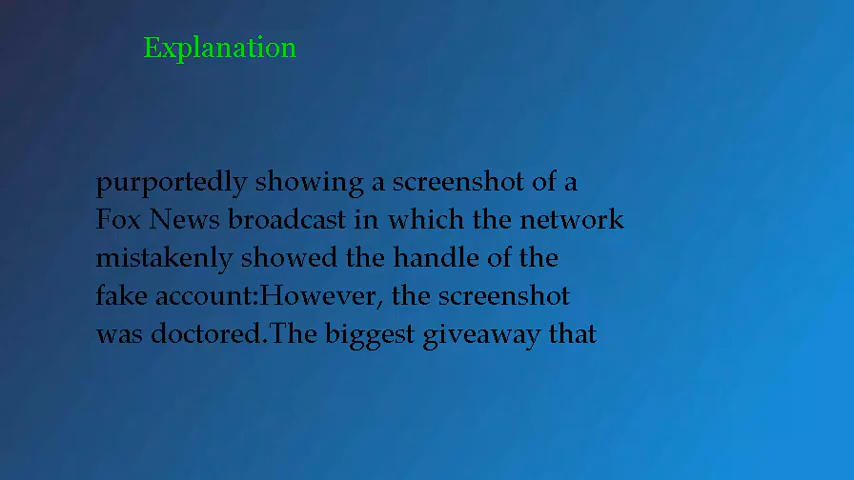 Explanation
purportedly showing a screenshot of a
Fox News broadcast in which the network
mistakenly showed the handle of the
fake account:However, the screenshot
was doctored.The biggest giveaway that